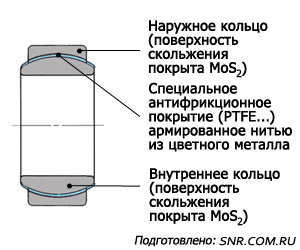 Наружное кольцо
(поверхность
скольжения
покрыта MoS2)
Специальное
антифрикционное
покрытие (PTFE...)
армированное нитью
из цветного металла
Внутреннее кольцо
(поверхность
скольжения
покрыта MoS2)
Подготовлено: SNR.COM.RU